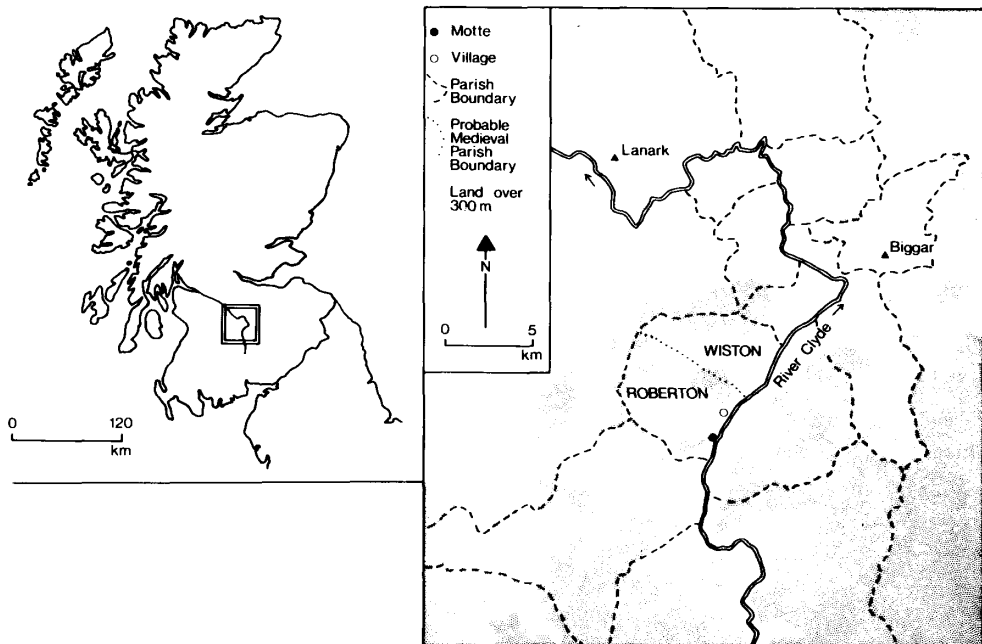 Motte
Village
Parish
Boundary
Probable
Medieval
Parish
Boundary
Land over
300 m
N
0 5
km
0 120
km
Lanark
Biggar
WISTON
River Clyde
ROBERTON